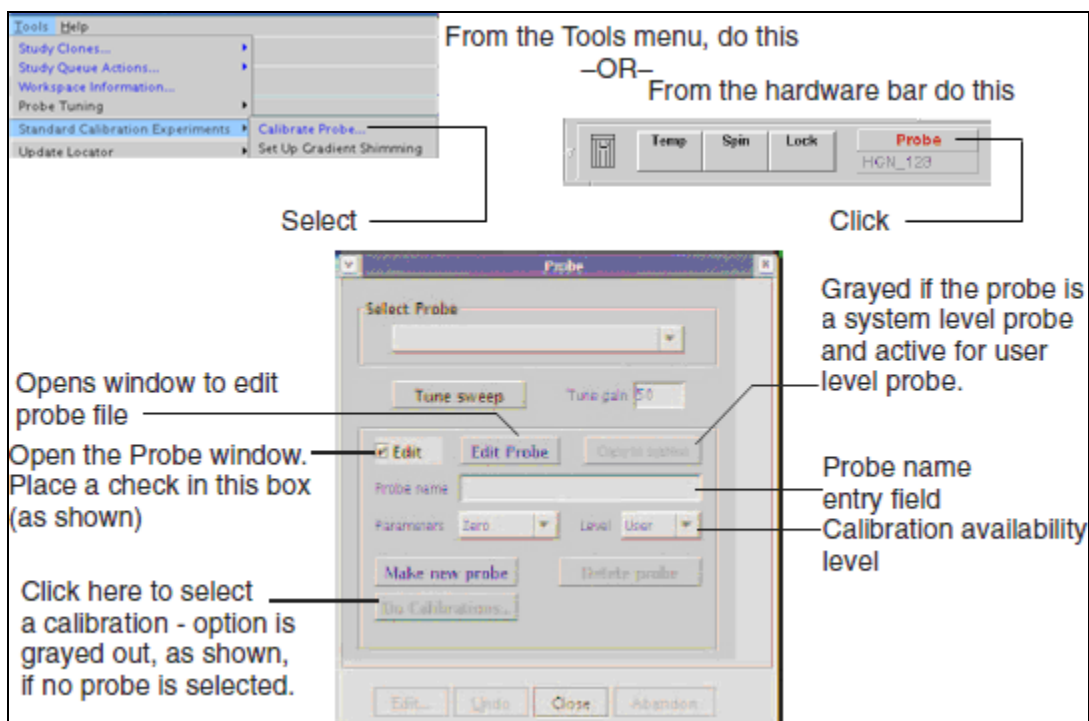 Tools Help
Study Clones...
Study Queue Actions...
Workspace Information...
Probe Tuning
Standard Calibration Experiments
Update Locator
Calibrate Probe...
Set Up Gradient Shimming
From the Tools menu, do this
–OR–
From the hardware bar do this
Temp Spin Lock Probe
HCN_123
Select
Click
Probe
Select Probe
Tune sweep Tune gain 50
Edit Edit Probe Copy to system
Probe name
Parameters Zero Level User
Make new probe Delete probe
Do Calibrations...
Edit... Undo Close Abandon
Opens window to edit
probe file
Open the Probe window.
Place a check in this box
(as shown)
Click here to select
a calibration - option is
grayed out, as shown,
if no probe is selected.
Grayed if the probe is
a system level probe
and active for user
level probe.
Probe name
entry field
Calibration availability
level